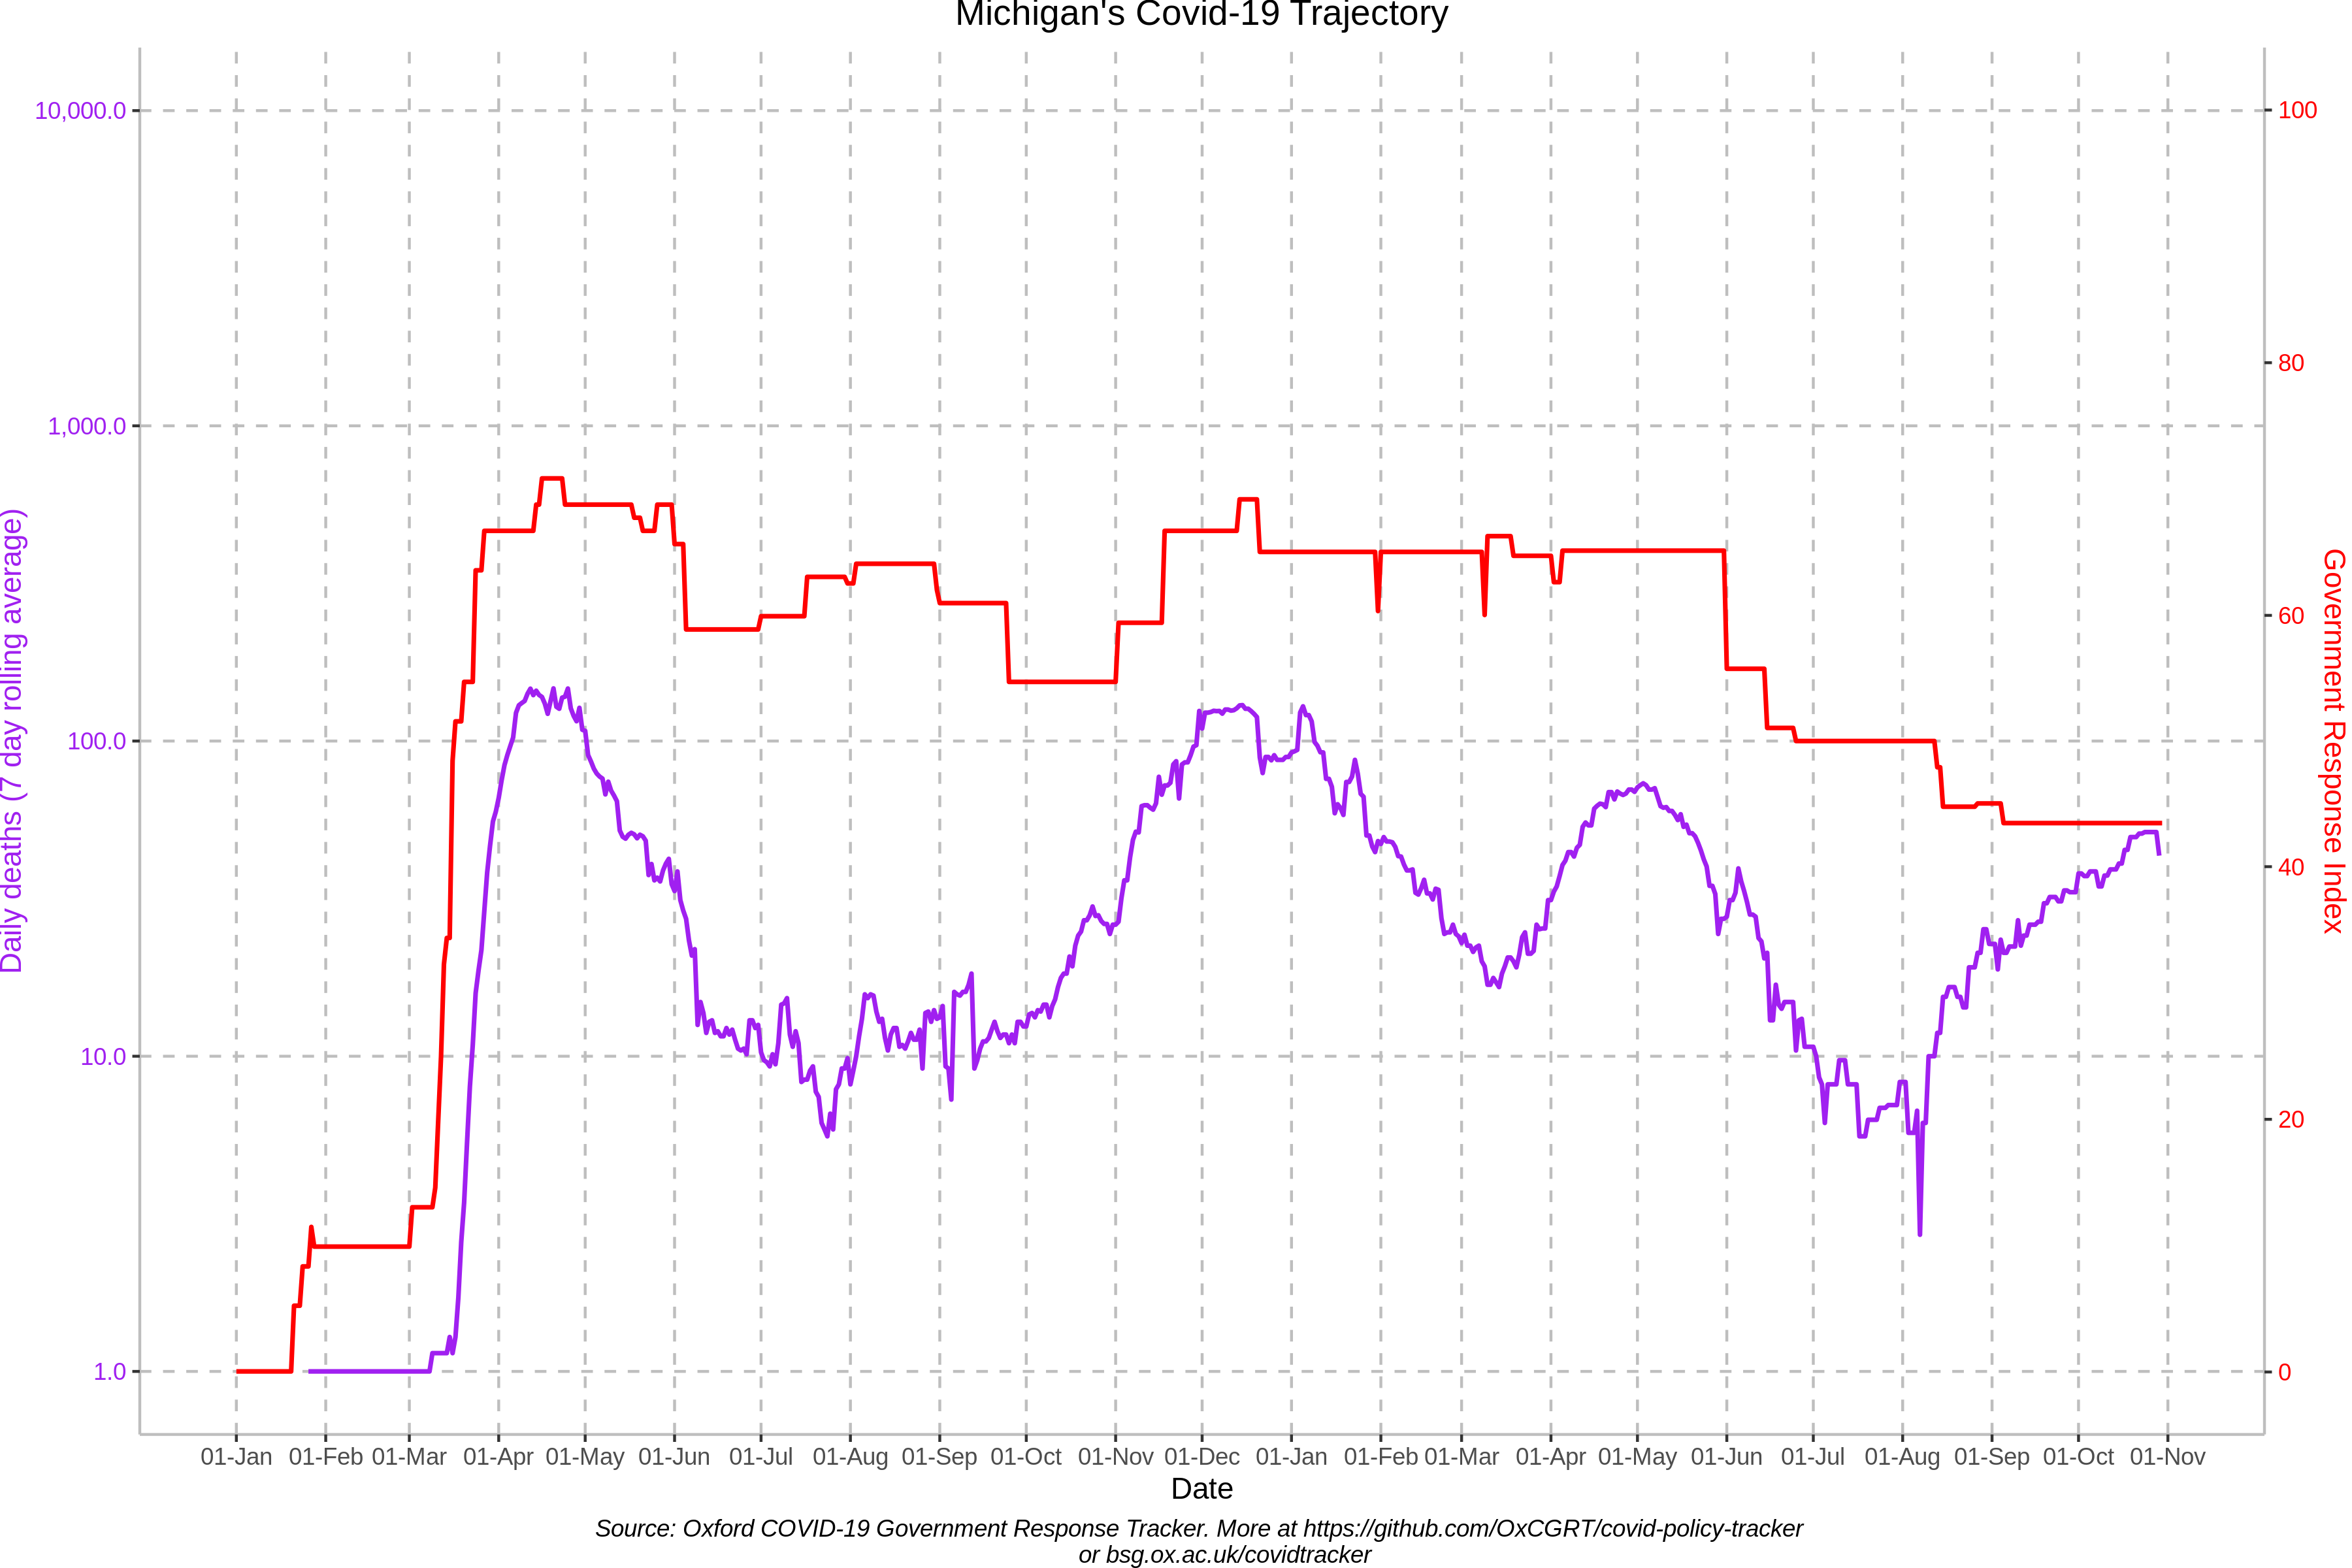 Michigan's Covid-19 Trajectory
10,000.0
1,000.0
100.0
10.0
1.0
Daily deaths (7 day rolling average)
100
80
60
40
20
0
Government Response Index
01-Jan 01-Feb 01-Mar 01-Apr 01-May 01-Jun 01-Jul 01-Aug 01-Sep 01-Oct 01-Nov 01-Dec 01-Jan 01-Feb 01-Mar 01-Apr 01-May 01-Jun 01-Jul 01-Aug 01-Sep 01-Oct 01-Nov
Date
Source: Oxford COVID-19 Government Response Tracker. More at https://github.com/OxCGRT/covid-policy-tracker
or bsg.ox.ac.uk/covidtracker